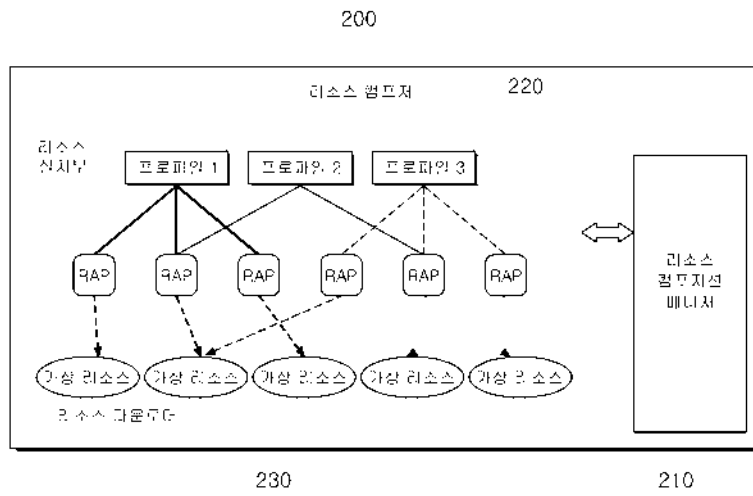 200
리소스 컴포저
220
리소스
설치부
프로파일 1
프로파일 2
프로파일 3
RAP
RAP
RAP
RAP
RAP
RAP
리소스
컴포지션
매니저
가상 리소스
가상 리소스
가상 리소스
가상 리소스
가상 리소스
리소스 다운로더
230
210